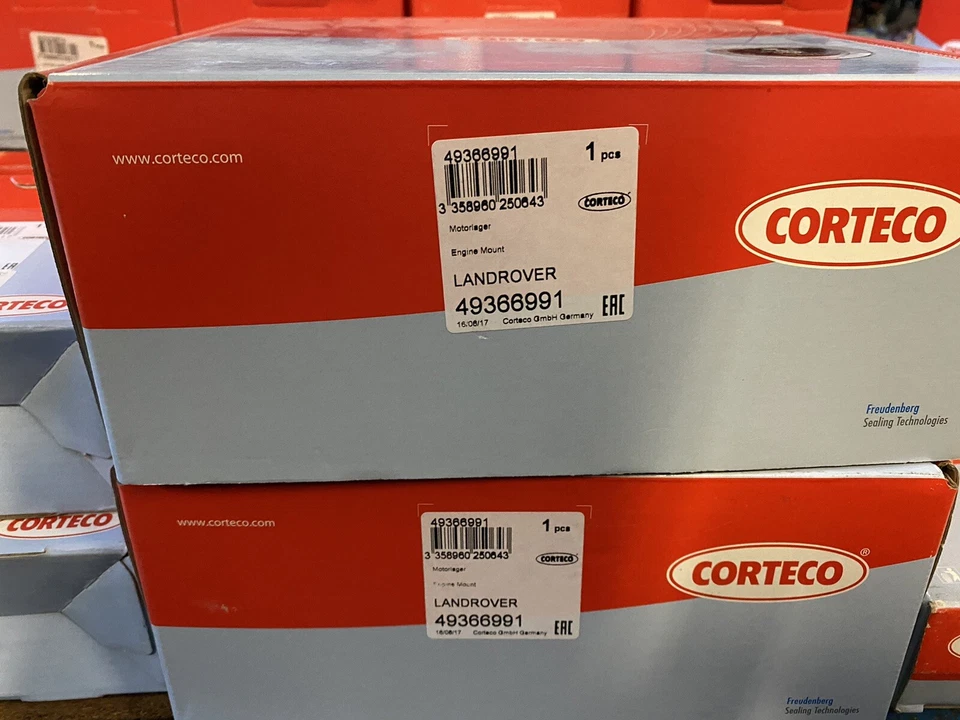 www.corteco.com
49366991
1 pcs
3 358960 250643
CORTECO
Motorlager
Engine Mount
LANDROVER
49366991
16/06/17 Corteco GmbH Germany
EAC
CORTECO
Freudenberg
Sealing Technologies
CORTECO
www.corteco.com
49366991
1 pcs
3 358960 250643
CORTECO
Motorlager
Engine Mount
LANDROVER
49366991
16/06/17 Corteco GmbH Germany
EAC
CORTECO®
Freudenberg
Sealing Technologies